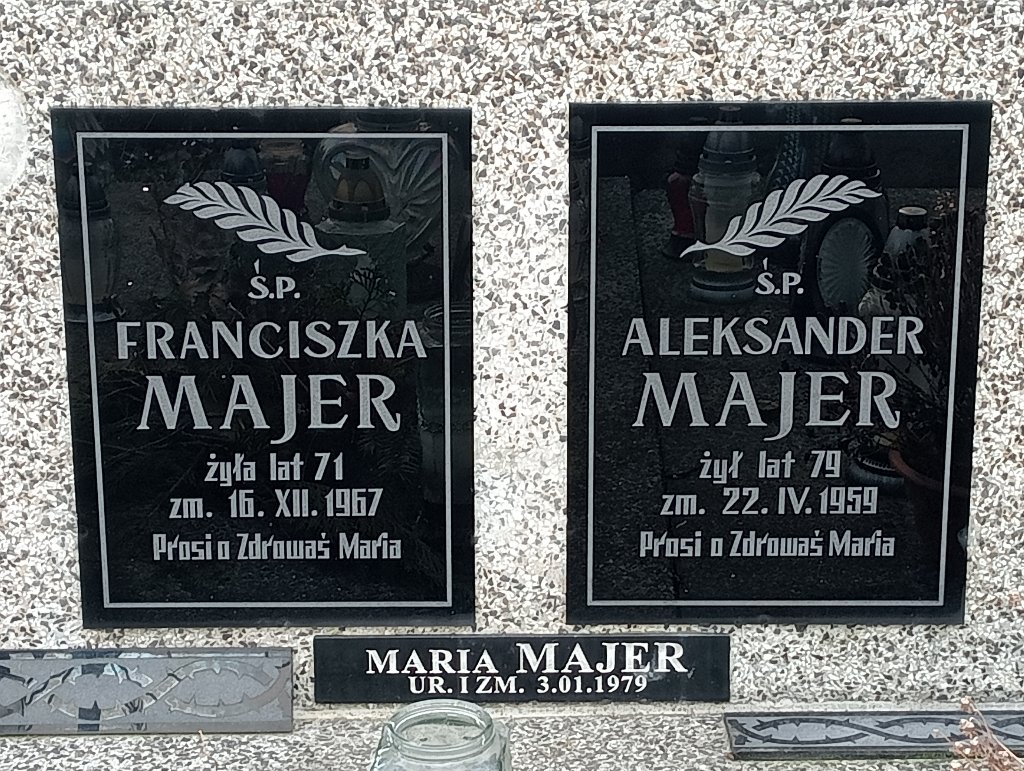 Ś.P.
FRANCISZKA
MAJER
żyła lat 71
zm. 16. XII. 1967
Prosi o Zdrowaś Maria
Ś.P.
ALEKSANDER
MAJER
żył lat 79
zm. 22. IV. 1959
Prosi o Zdrowaś Maria
MARIA MAJER
UR. I ZM. 3.01.1979